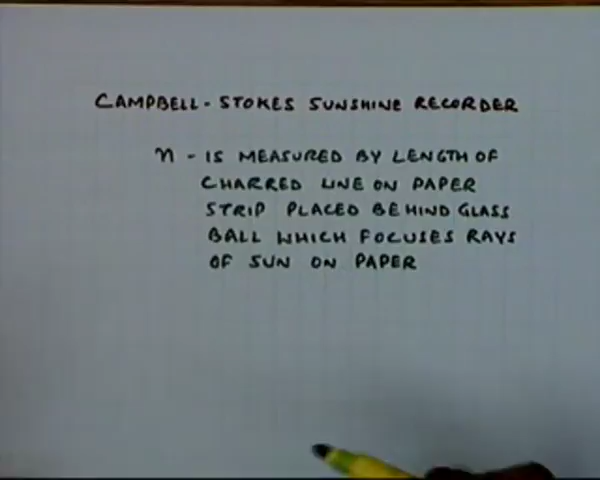 CAMPBELL - STOKES SUNSHINE RECORDER
n - IS MEASURED BY LENGTH OF
CHARRED LINE ON PAPER
STRIP PLACED BEHIND GLASS
BALL WHICH FOCUSES RAYS
OF SUN ON PAPER